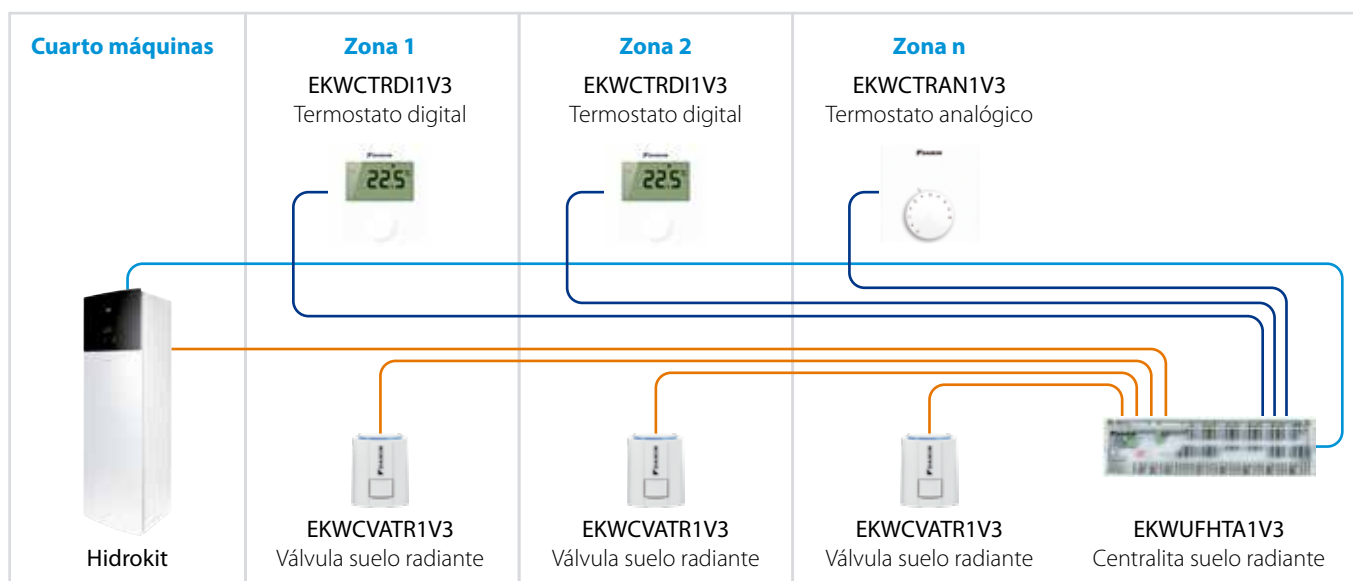 Cuarto máquinas
Zona 1
Zona 2
Zona n
EKWCTRDI1V3
Termostato digital
EKWCTRDI1V3
Termostato digital
EKWCTRAN1V3
Termostato analógico
22.5
22.5
Hidrokit
EKWCVATR1V3
Válvula suelo radiante
EKWCVATR1V3
Válvula suelo radiante
EKWCVATR1V3
Válvula suelo radiante
EKWUFHTA1V3
Centralita suelo radiante